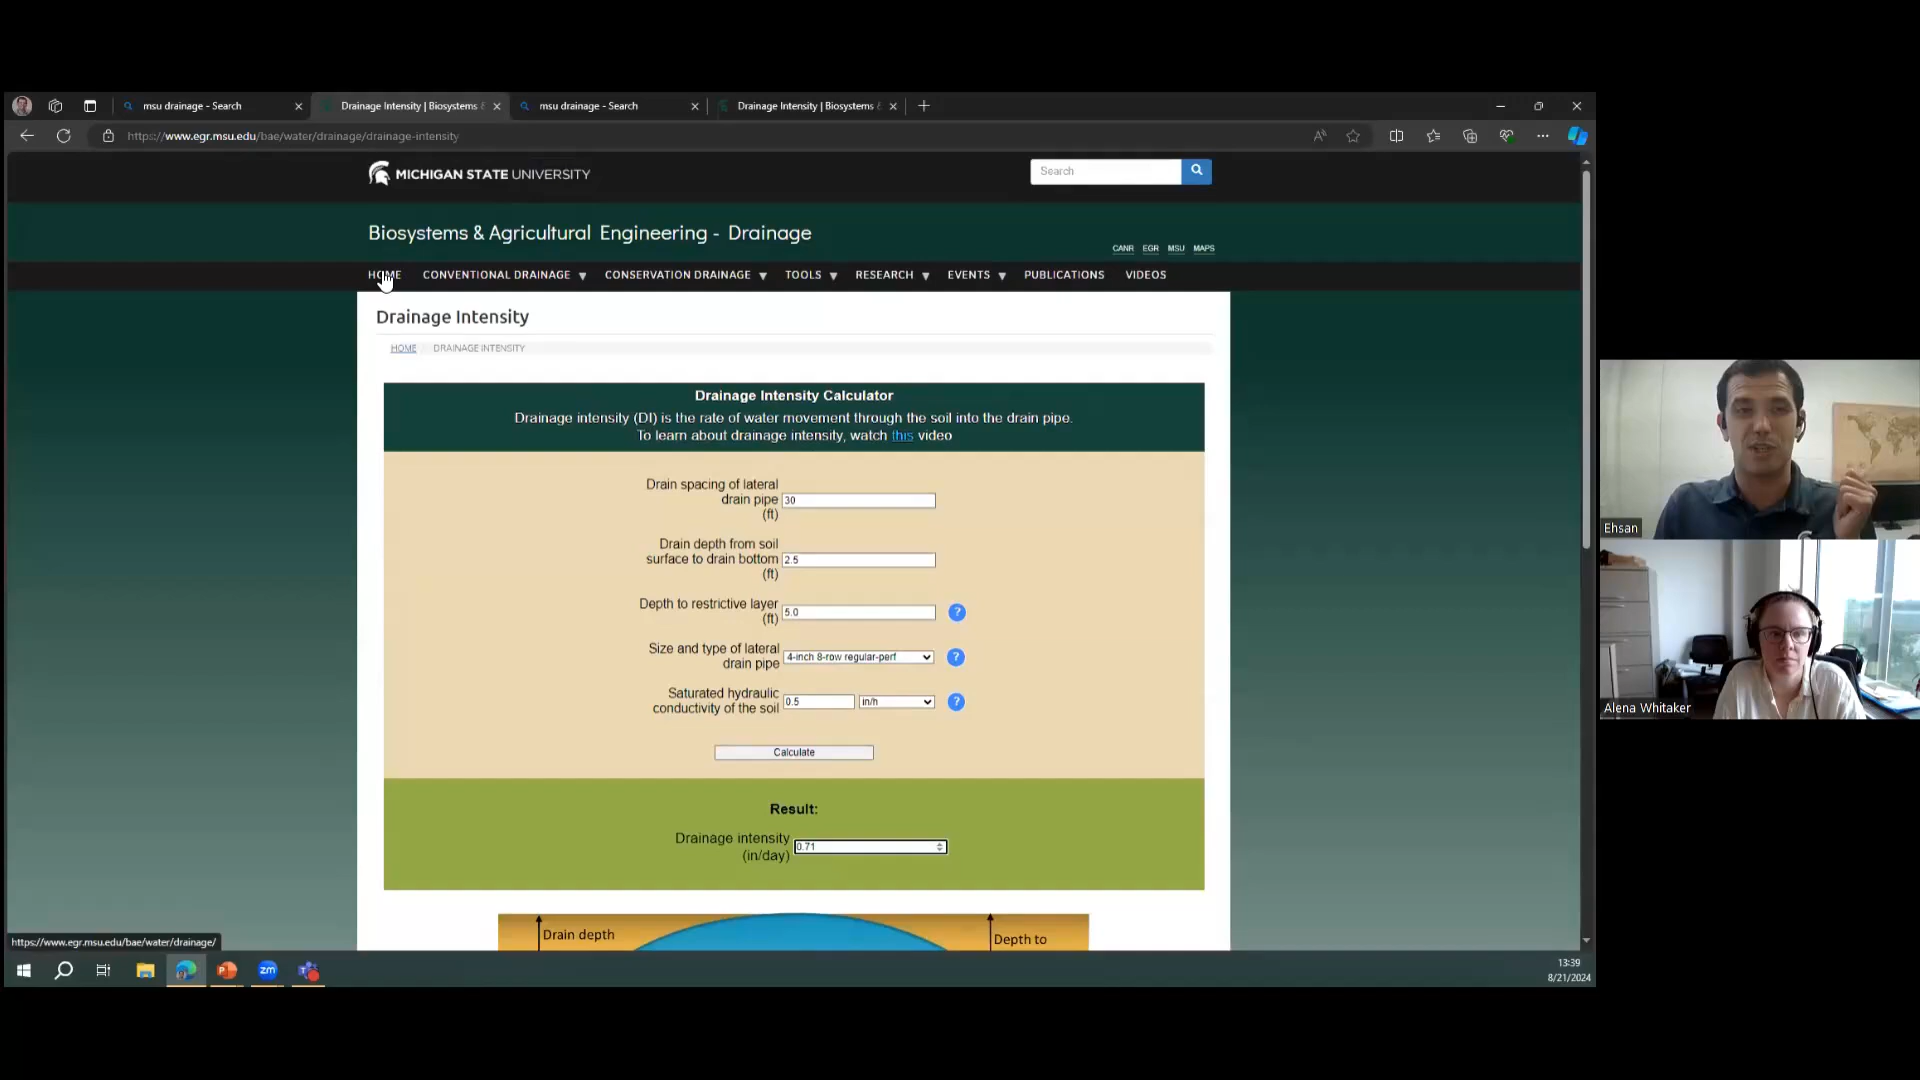 msu drainage - Search
Drainage Intensity | Biosystems &
msu drainage - Search
Drainage Intensity | Biosystems &
https://www.egr.msu.edu/bae/water/drainage/drainage-intensity
MICHIGAN STATE UNIVERSITY
Search
Biosystems & Agricultural Engineering - Drainage
CANR EGR MSU MAPS
HOME CONVENTIONAL DRAINAGE CONSERVATION DRAINAGE TOOLS RESEARCH EVENTS PUBLICATIONS VIDEOS
Drainage Intensity
HOME DRAINAGE INTENSITY
Drainage Intensity Calculator
Drainage intensity (DI) is the rate of water movement through the soil into the drain pipe.
To learn about drainage intensity, watch this video
Drain spacing of lateral
drain pipe 30
(ft)
Drain depth from soil
surface to drain bottom 2.5
(ft)
Depth to restrictive layer
(ft) 5.0 ?
Size and type of lateral
drain pipe 4-inch 8-row regular-perf ?
Saturated hydraulic
conductivity of the soil 0.5 in/h ?
Calculate
Result:
Drainage intensity
(in/day) 0.71
Drain depth
Depth to
https://www.egr.msu.edu/bae/water/drainage/
zm
13:39
8/21/2024
Ehsan
Alena Whitaker